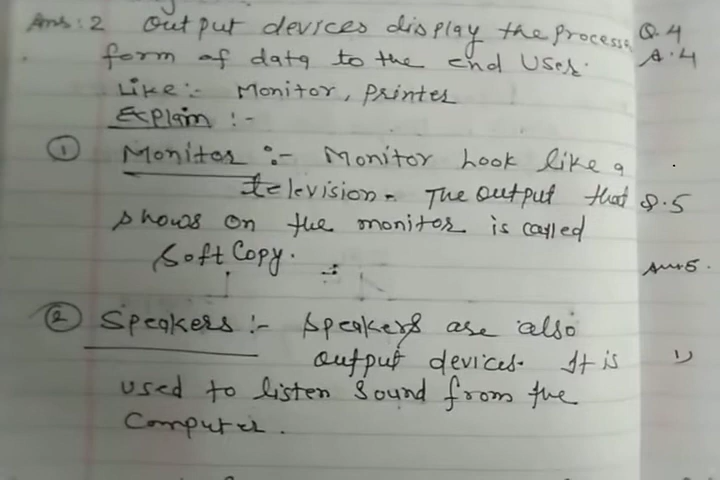 Ans: 2 Output devices display the process
form of data to the end User.
Like :- Monitor, Printer
Explain :-
① Monitor :- Monitor look like a
television. The output that
shows on the monitor is called
Soft Copy.
② Speakers :- Speakers are also
output devices. It is
used to listen sound from the
Computer.
Q.4
A.4
Q.5
Ans5.
1)